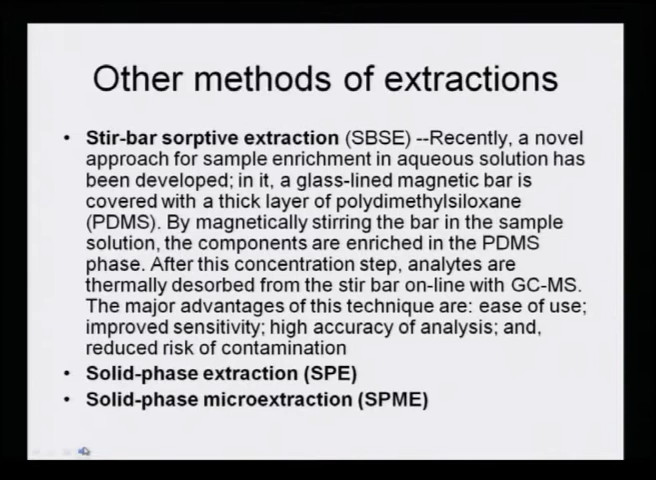 Other methods of extractions
• Stir-bar sorptive extraction (SBSE) --Recently, a novel
approach for sample enrichment in aqueous solution has
been developed; in it, a glass-lined magnetic bar is
covered with a thick layer of polydimethylsiloxane
(PDMS). By magnetically stirring the bar in the sample
solution, the components are enriched in the PDMS
phase. After this concentration step, analytes are
thermally desorbed from the stir bar on-line with GC-MS.
The major advantages of this technique are: ease of use;
improved sensitivity; high accuracy of analysis; and,
reduced risk of contamination
• Solid-phase extraction (SPE)
• Solid-phase microextraction (SPME)